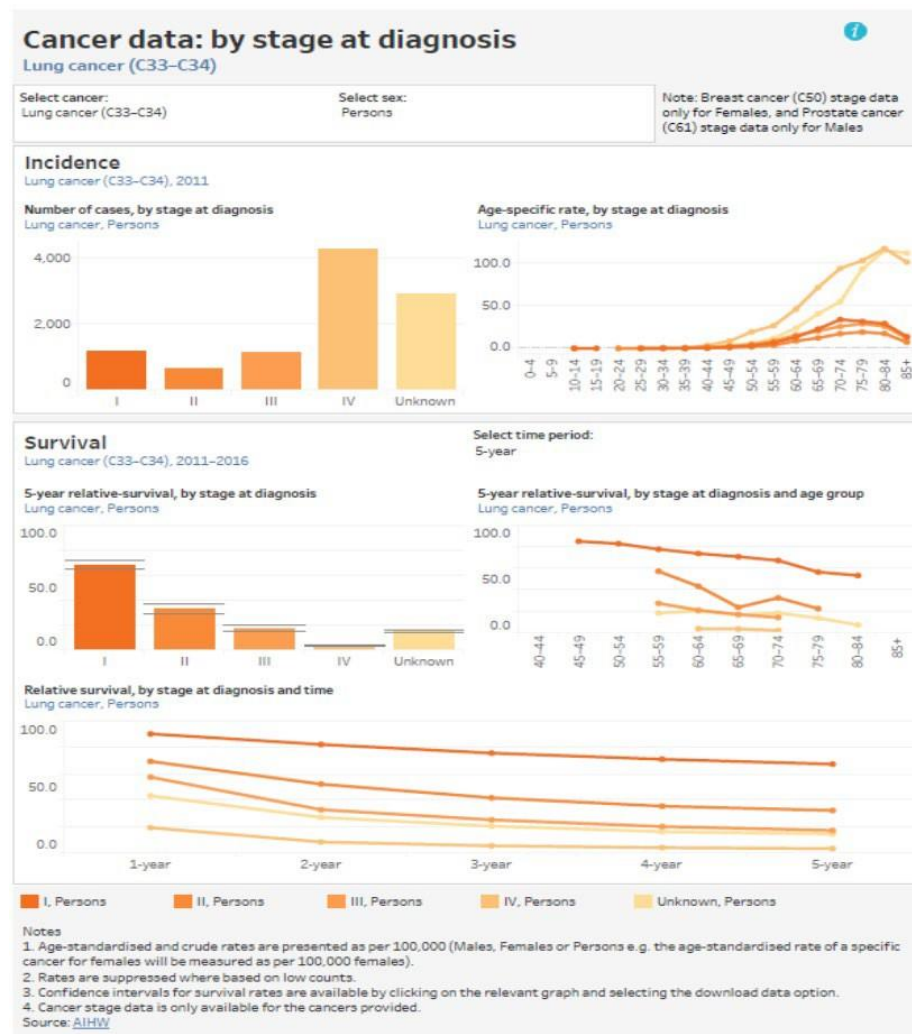 Cancer data: by stage at diagnosis
Lung cancer (C33–C34)
Select cancer:
Lung cancer (C33–C34)
Select sex:
Persons
Note: Breast cancer (C50) stage data
only for Females, and Prostate cancer
(C61) stage data only for Males
Incidence
Lung cancer (C33–C34), 2011
Number of cases, by stage at diagnosis
Lung cancer, Persons
4,000
2,000
0
I
II
III
IV
Unknown
Age-specific rate, by stage at diagnosis
Lung cancer, Persons
100.0
50.0
0.0
0–4
5-9
10-14
15-19
20-24
25-29
30-34
35-39
40-44
45-49
50-54
55-59
60-64
65-69
70-74
75-79
80-84
85+
Survival
Lung cancer (C33–C34), 2011–2016
Select time period:
5-year
5-year relative-survival, by stage at diagnosis
Lung cancer, Persons
100.0
50.0
0.0
I
II
III
IV
Unknown
5-year relative-survival, by stage at diagnosis and age group
Lung cancer, Persons
100.0
50.0
0.0
40-44
45-49
50-54
55-59
60-64
65-69
70-74
75-79
80-84
85+
Relative survival, by stage at diagnosis and time
Lung cancer, Persons
100.0
50.0
0.0
1-year
2-year
3-year
4-year
5-year
I, Persons
II, Persons
III, Persons
IV, Persons
Unknown, Persons
Notes
1. Age-standardised and crude rates are presented as per 100,000 (Males, Females or Persons e.g. the age-standardised rate of a specific
cancer for females will be measured as per 100,000 females).
2. Rates are suppressed where based on low counts.
3. Confidence intervals for survival rates are available by clicking on the relevant graph and selecting the download data option.
4. Cancer stage data is only available for the cancers provided.
Source: AIHW